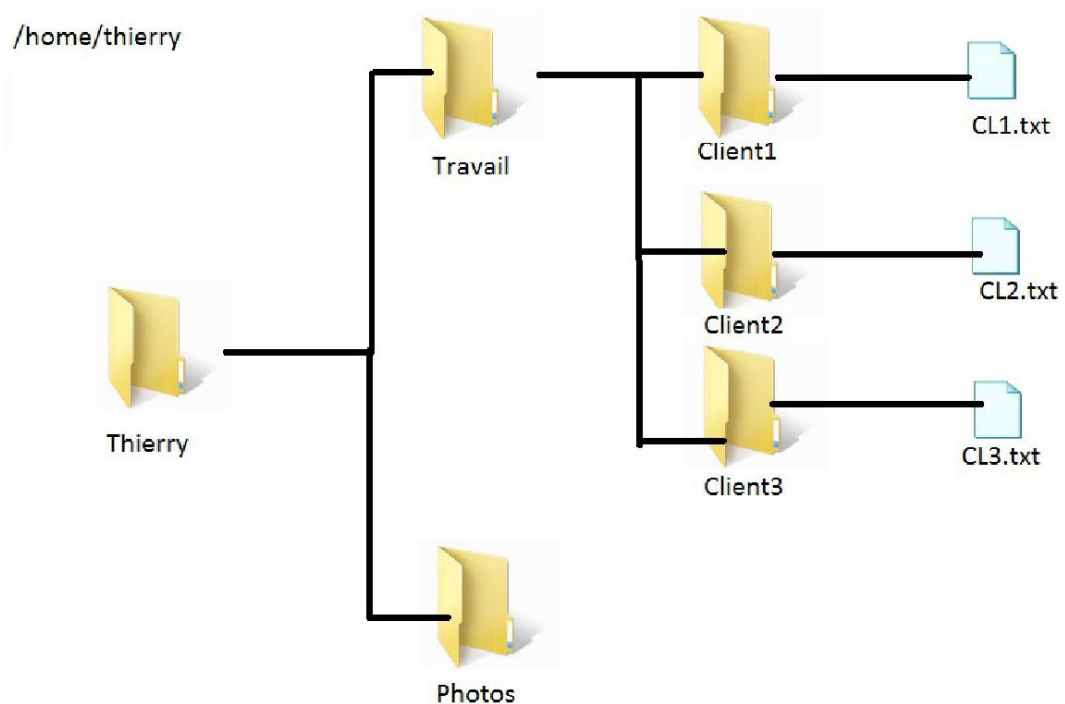 /home/thierry
Travail
Client1
CL1.txt
Client2
CL2.txt
Thierry
Client3
CL3.txt
Photos